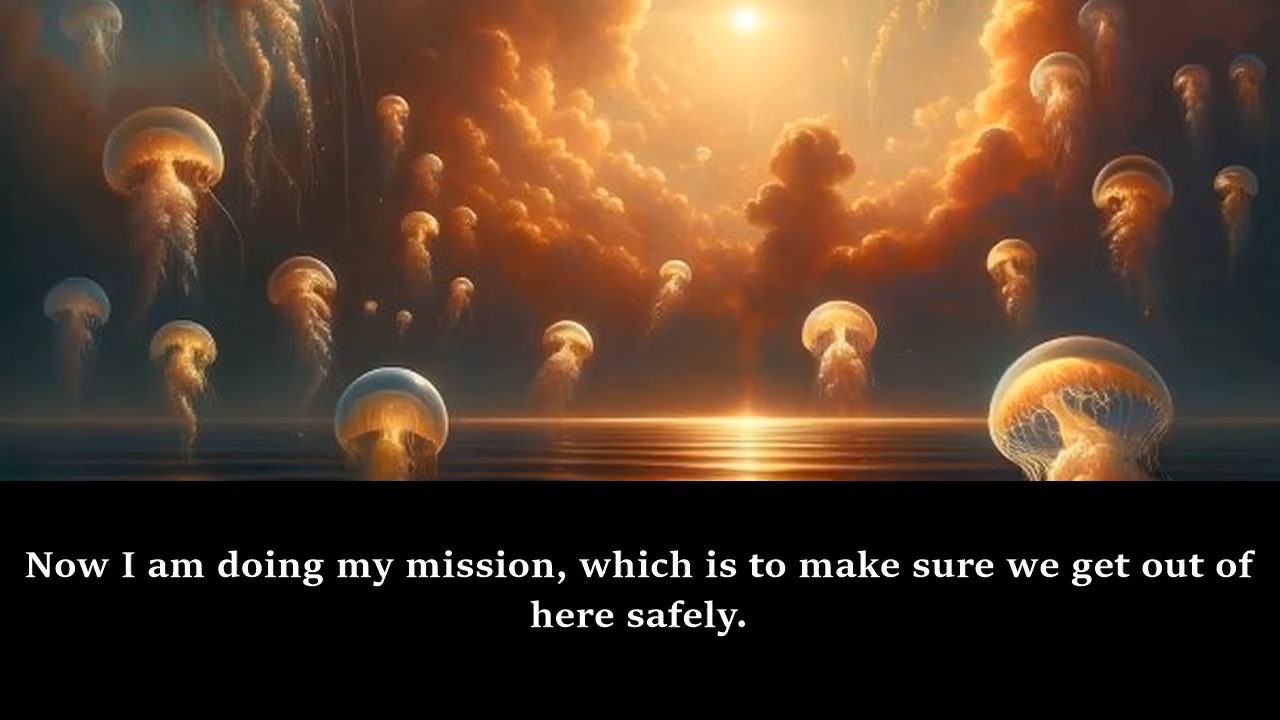 Now I am doing my mission, which is to make sure we get out of
here safely.